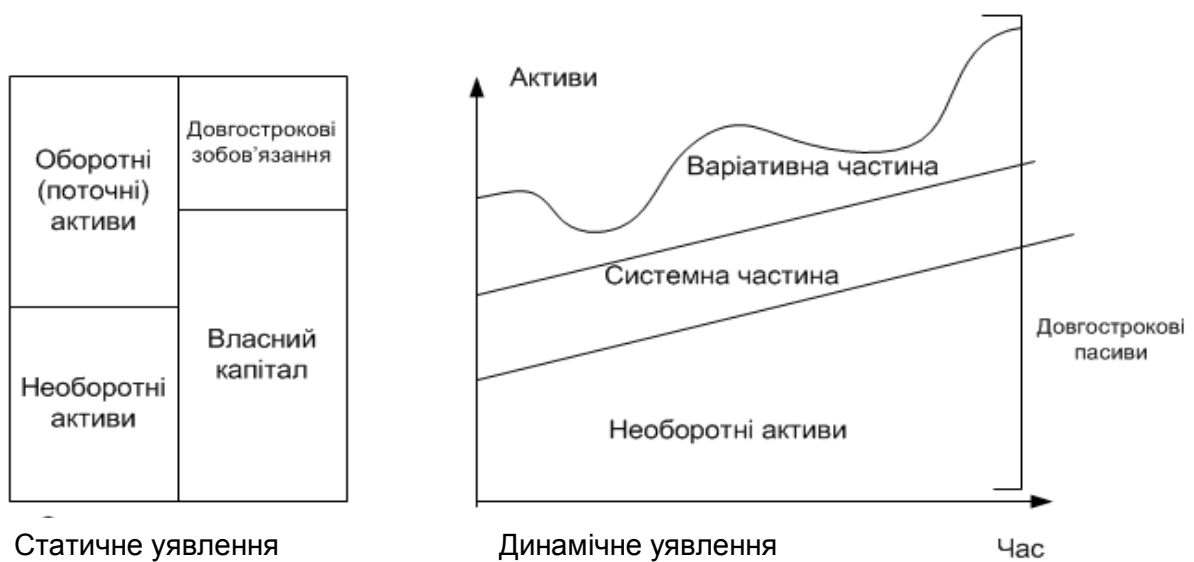 Оборотні
(поточні)
активи
Довгострокові
зобов’язання
Необоротні
активи
Власний
капітал
Статичне уявлення
Активи
Варіативна частина
Системна частина
Необоротні активи
Довгострокові
пасиви
Динамічне уявлення
Час